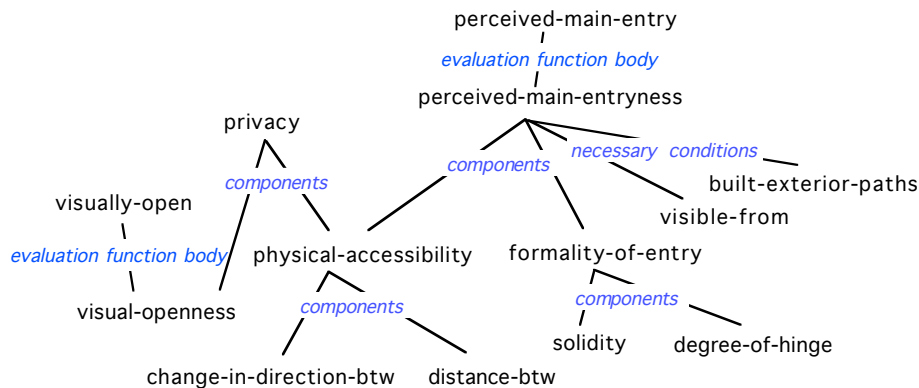 perceived-main-entry
evaluation function body
perceived-main-entryness
privacy
components
necessary conditions
components
built-exterior-paths
visually-open
visible-from
evaluation function body
physical-accessibility
formality-of-entry
visual-openness
components
components
solidity
degree-of-hinge
change-in-direction-btw
distance-btw